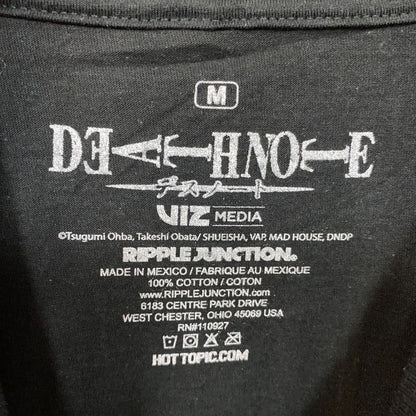 M
DEATH NOTE
デスノート
VIZ MEDIA
©Tsugumi Ohba, Takeshi Obata/ SHUEISHA, VAP, MAD HOUSE, DNDP
RIPPLE JUNCTION.
MADE IN MEXICO / FABRIQUE AU MEXIQUE
100% COTTON / COTON
www.RIPPLEJUNCTION.com
6183 CENTRE PARK DRIVE
WEST CHESTER, OHIO 45069 USA
RN#110927
HOTTOPIC.COM